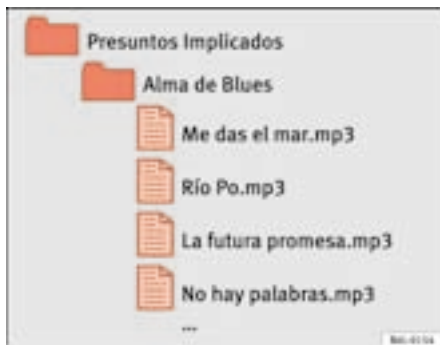 Presuntos Implicados
Alma de Blues
Me das el mar.mp3
Río Po.mp3
La futura promesa.mp3
No hay palabras.mp3
...